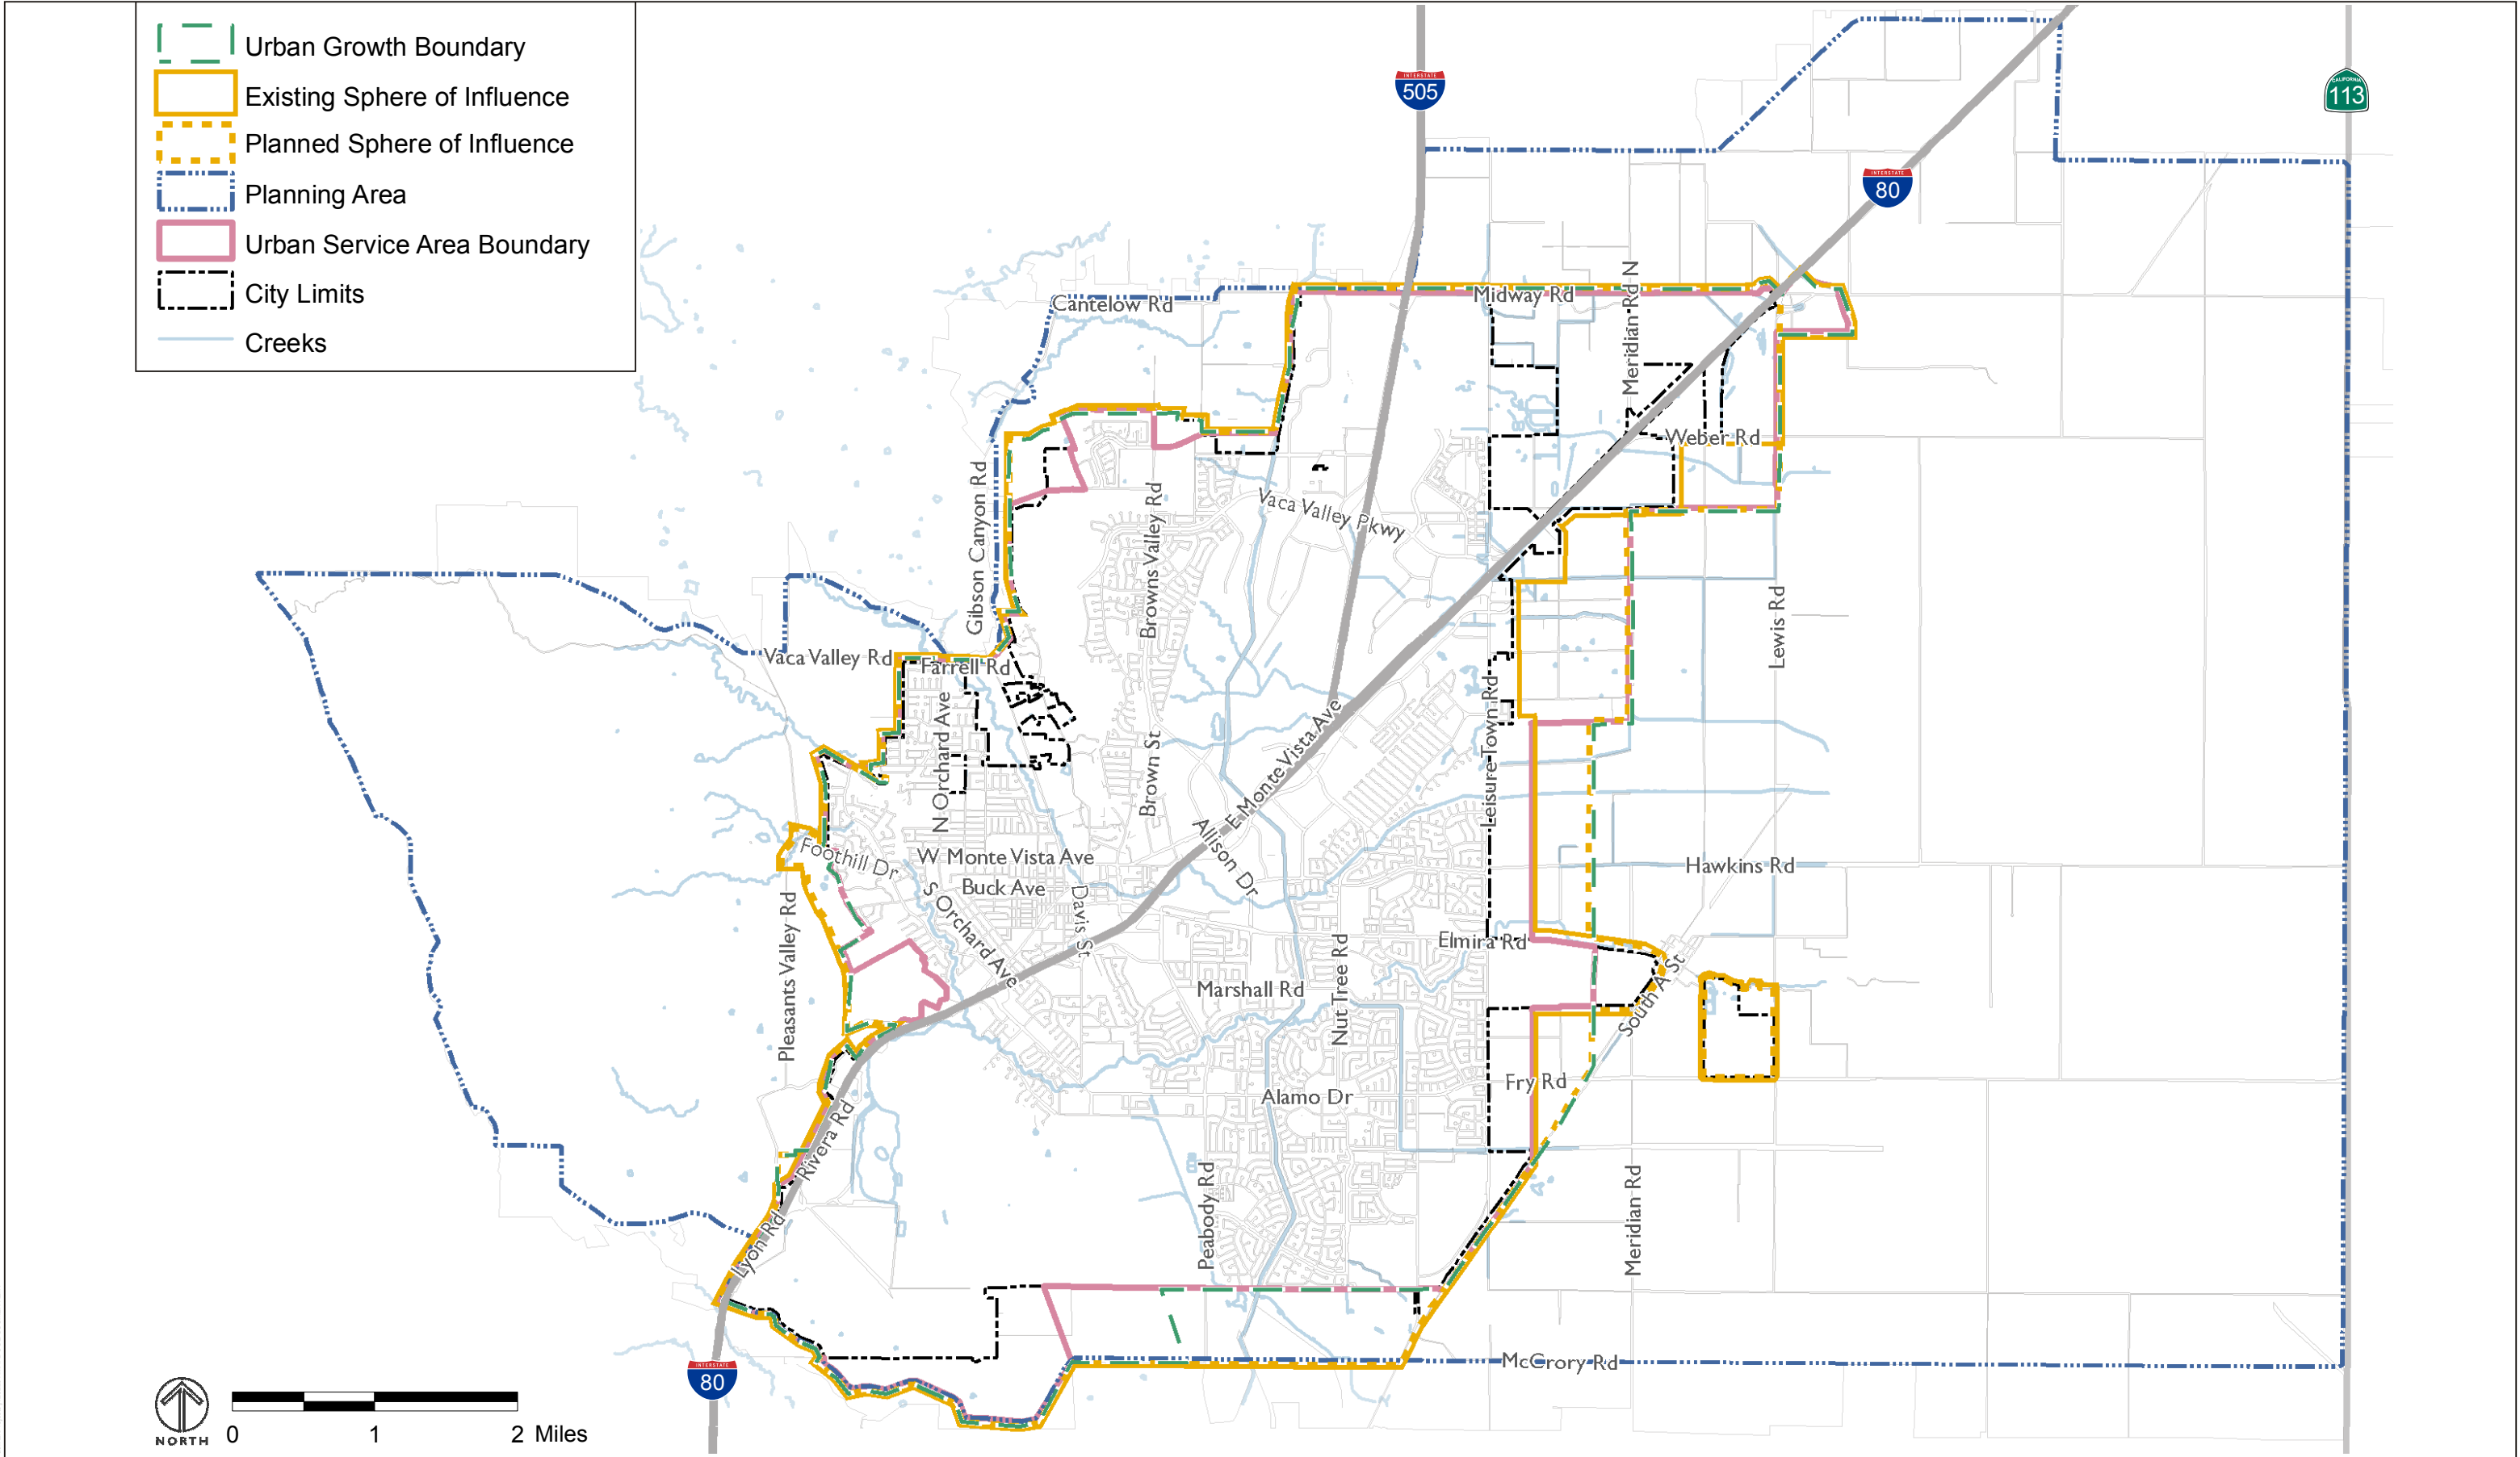 Urban Growth Boundary
Existing Sphere of Influence
Planned Sphere of Influence
Planning Area
Urban Service Area Boundary
City Limits
Creeks
INTERSTATE
505
CALIFORNIA
113
INTERSTATE
80
Cantelow Rd
Midway Rd
Meridian Rd N
Weber Rd
Gibson Canyon Rd
Browns Valley Rd
Vaca Valley Pkwy
Lewis Rd
Vaca Valley Rd
Farrell Rd
N Orchard Ave
Brown St
E Monte Vista Ave
Leisure Town Rd
Foothill Dr
W Monte Vista Ave
Buck Ave
Allison Dr
Hawkins Rd
S Orchard Ave
Davis St
Pleasants Valley Rd
Nut Tree Rd
Elmira Rd
Marshall Rd
South A St
Fry Rd
Alamo Dr
Rivera Rd
Peabody Rd
Meridian Rd
Lyon Rd
McCrory Rd
INTERSTATE
80
NORTH
0 1 2 Miles